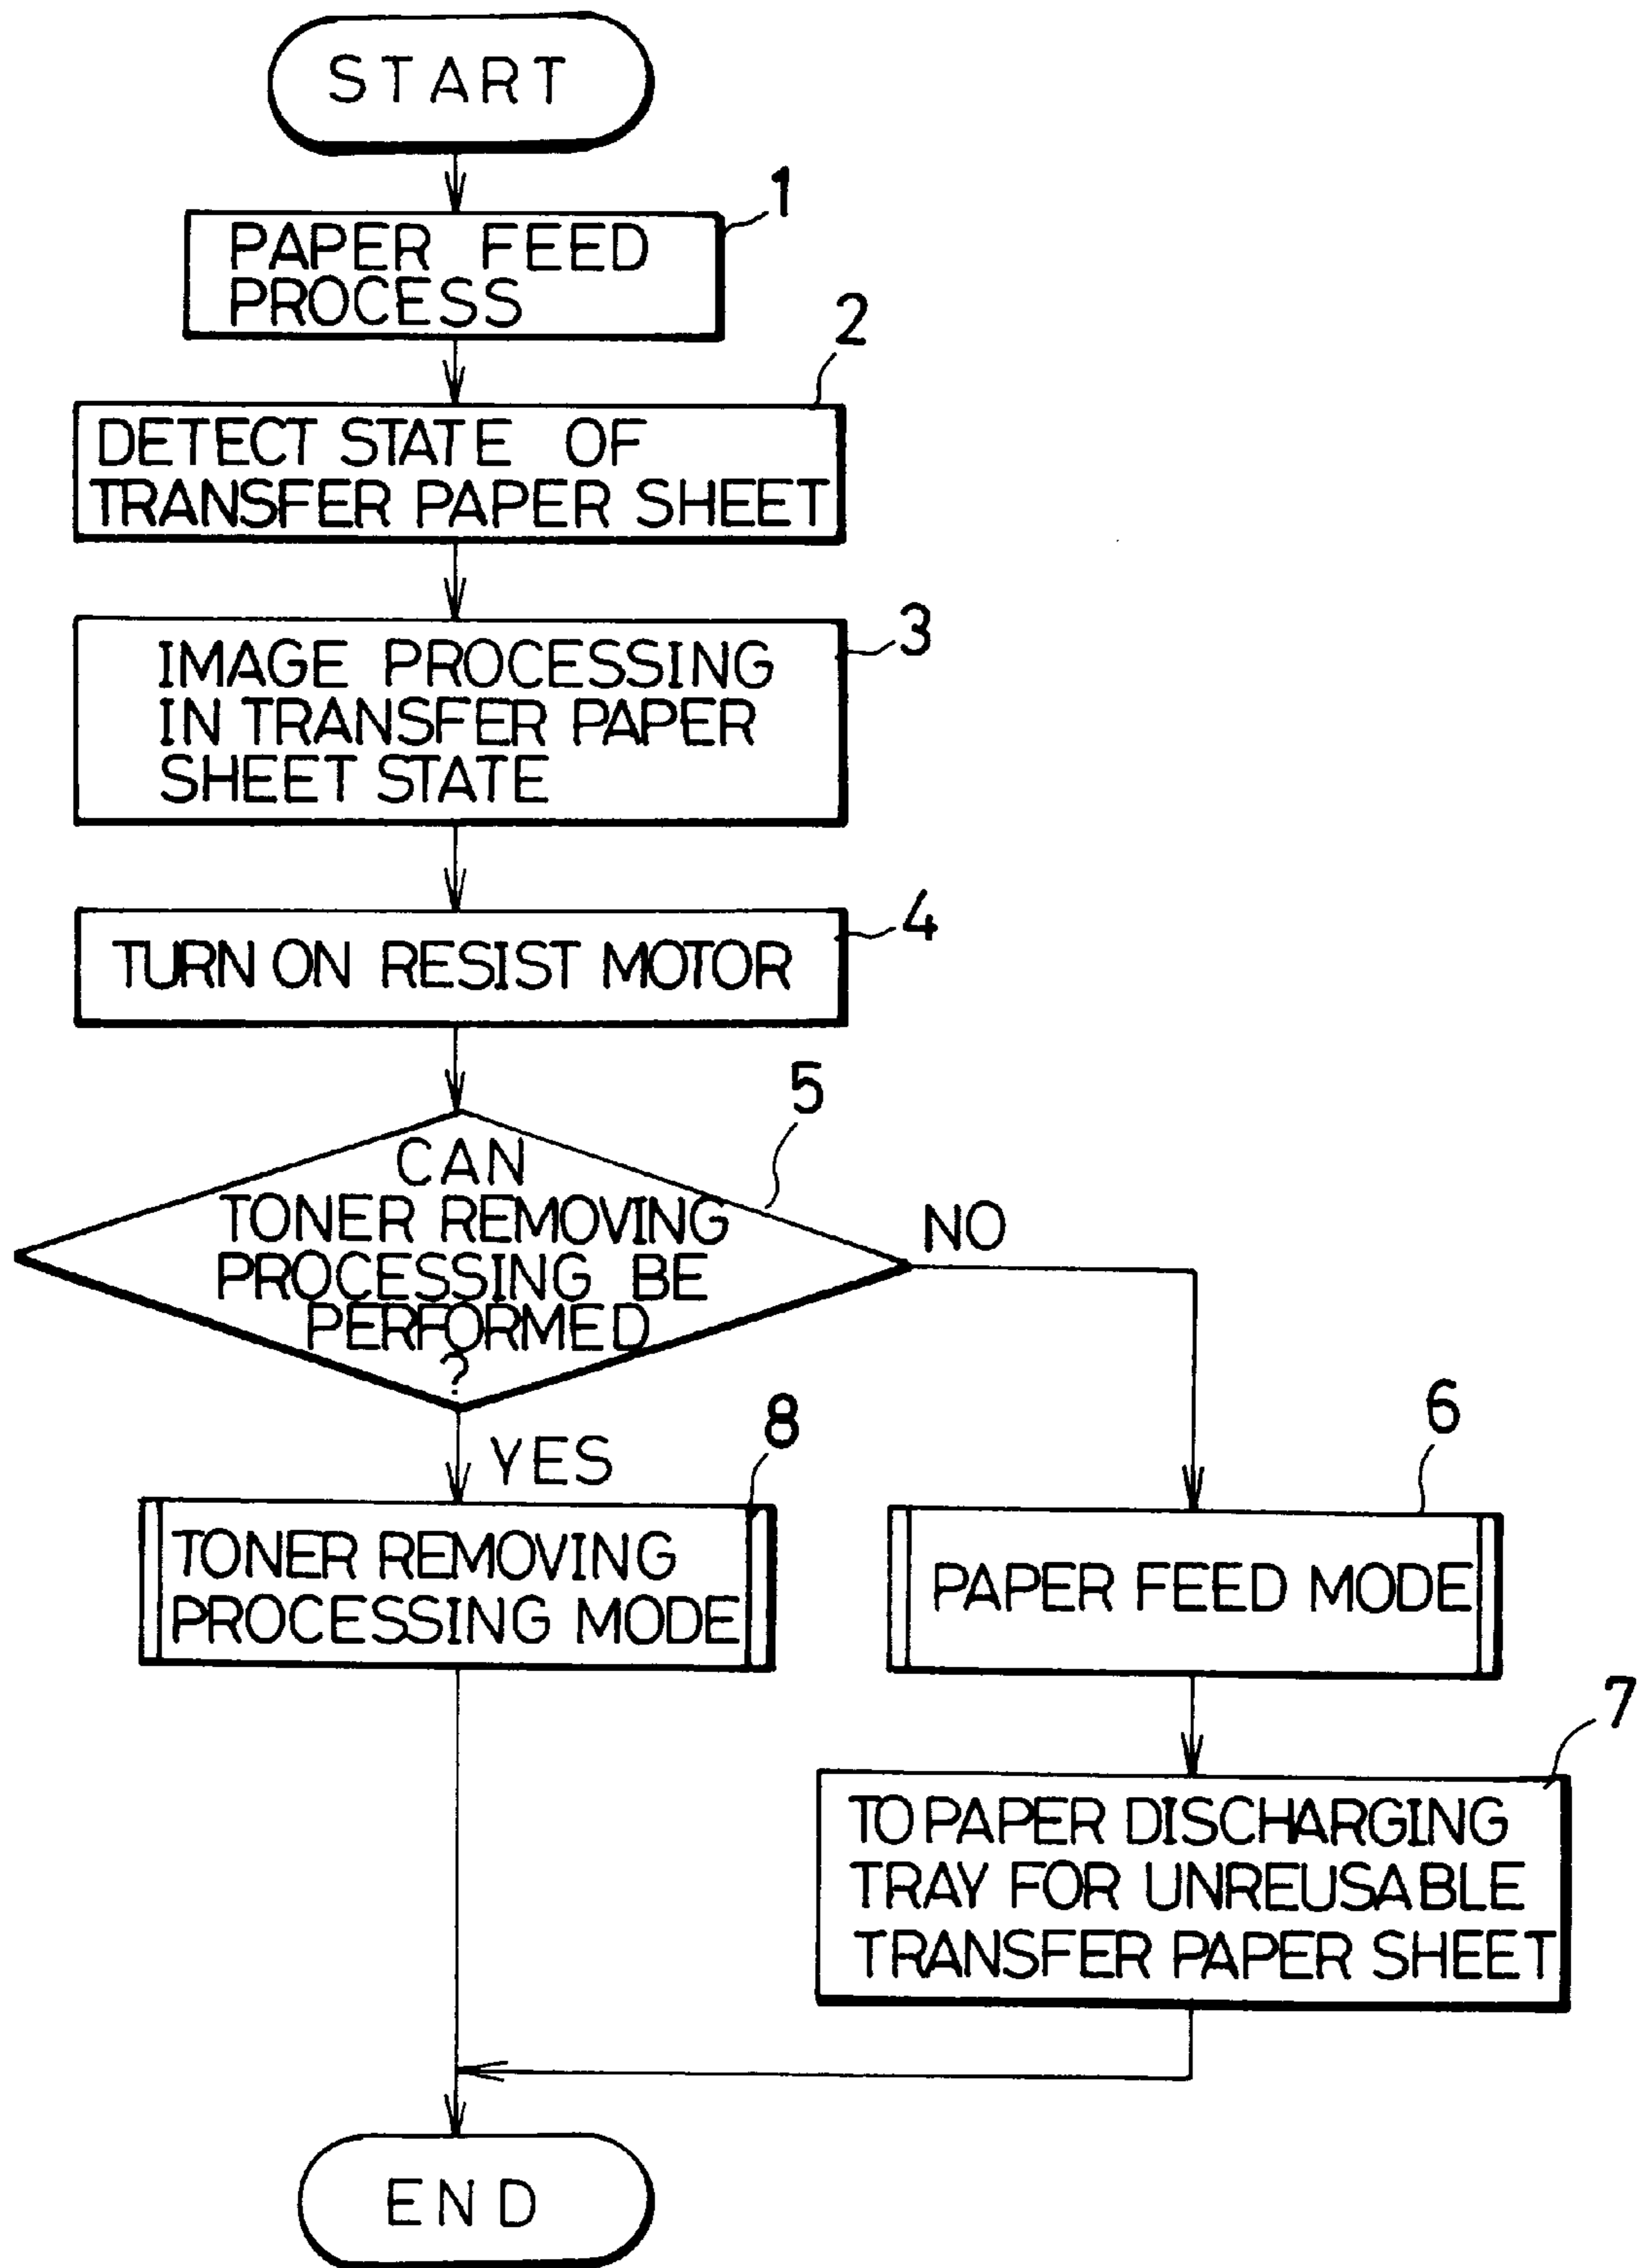 START
1
PAPER FEED
PROCESS
2
DETECT STATE OF
TRANSFER PAPER SHEET
3
IMAGE PROCESSING
IN TRANSFER PAPER
SHEET STATE
4
TURN ON RESIST MOTOR
5
CAN
TONER REMOVING
PROCESSING BE
PERFORMED
?
NO
YES
8
TONER REMOVING
PROCESSING MODE
6
PAPER FEED MODE
7
TO PAPER DISCHARGING
TRAY FOR UNREUSABLE
TRANSFER PAPER SHEET
END